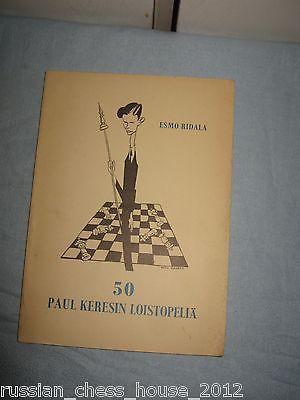 ESMO RIDALA
50
PAUL KERESIN LOISTOPELIÄ
russian_chess_house_2012